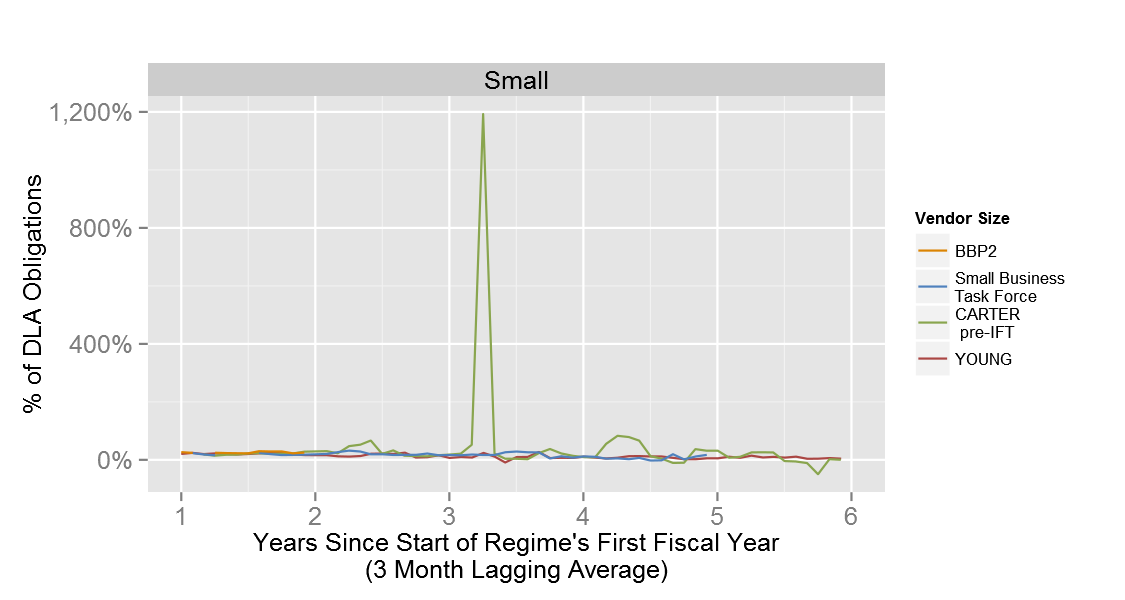 Small
1,200%
800%
400%
0%
% of DLA Obligations
1 2 3 4 5 6
Years Since Start of Regime's First Fiscal Year
(3 Month Lagging Average)
Vendor Size
BBP2
Small Business
Task Force
CARTER
pre-IFT
YOUNG